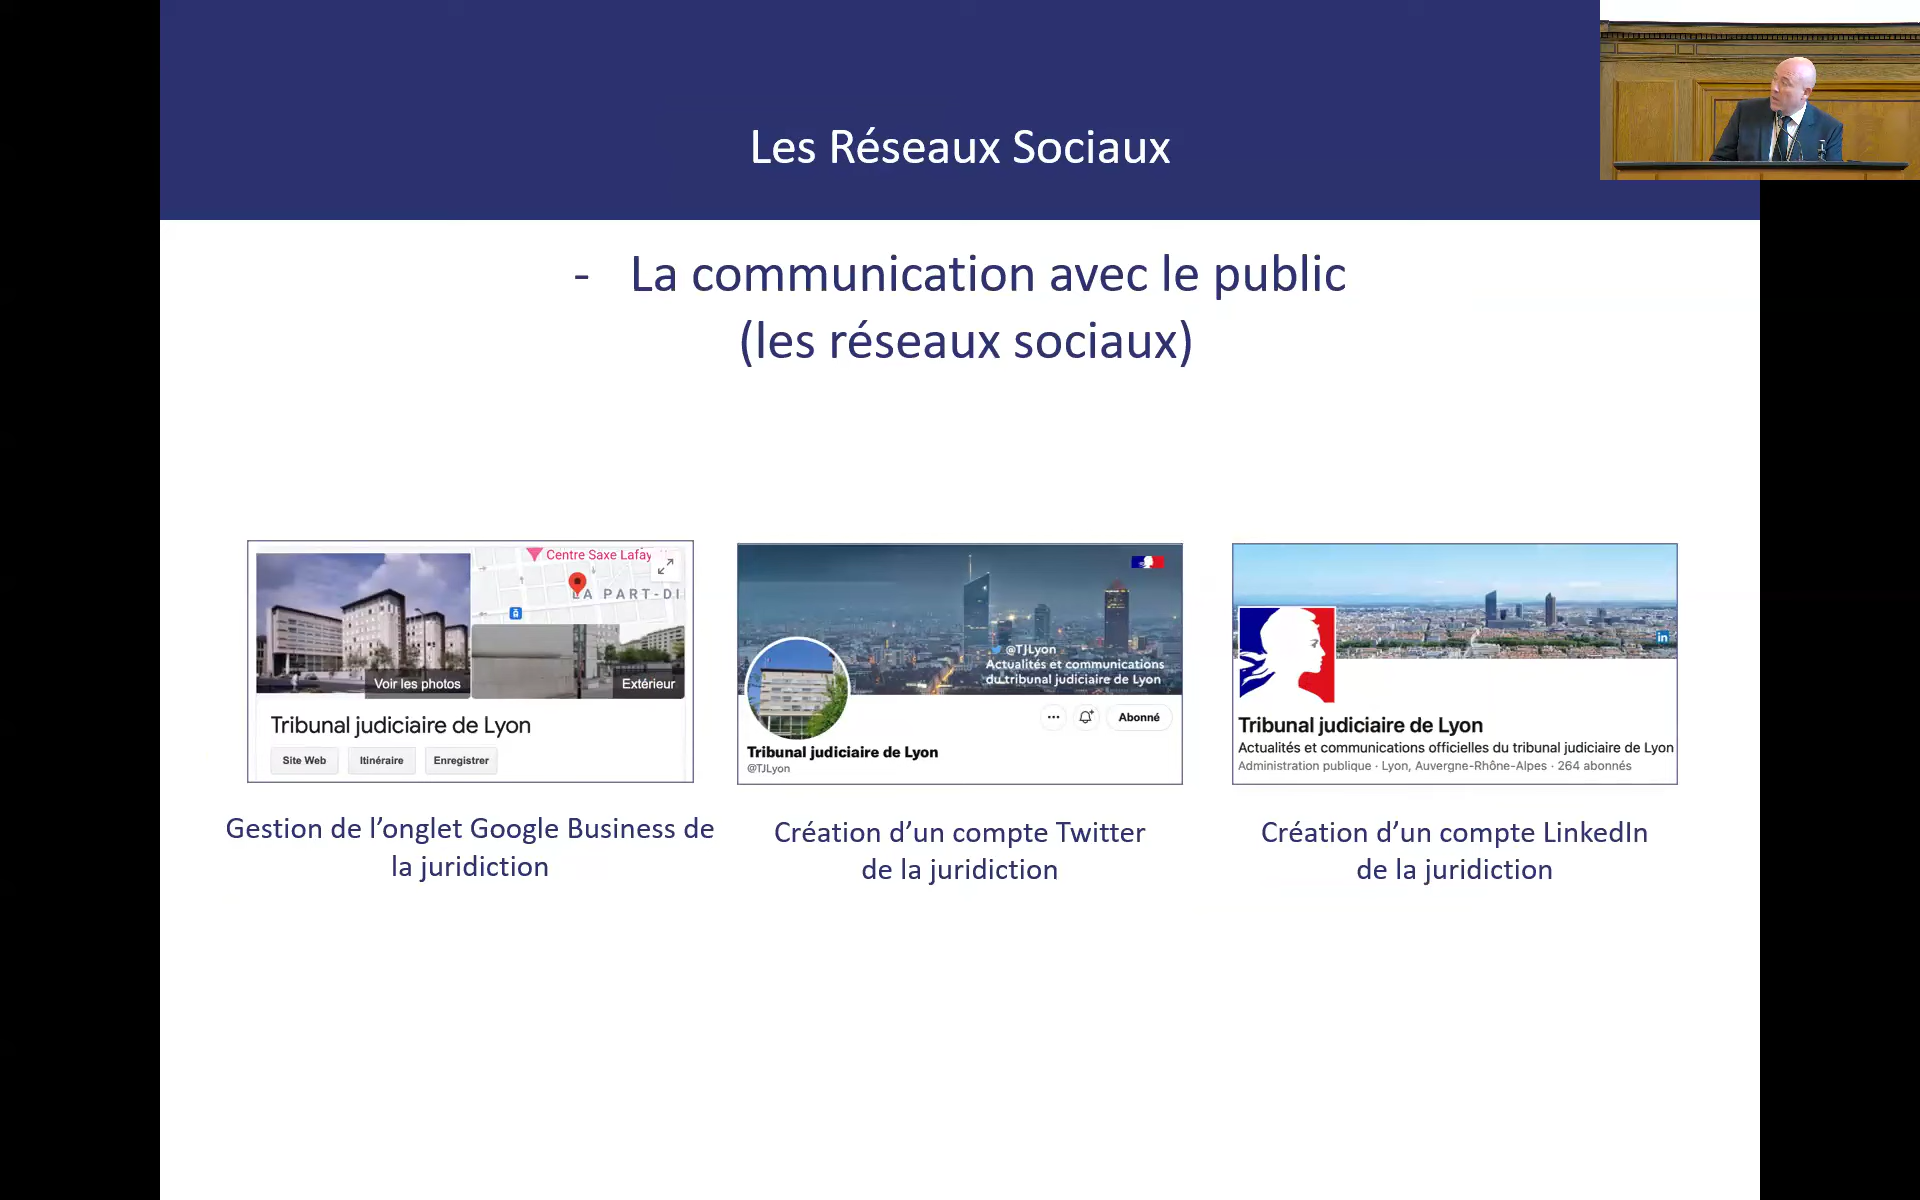 Les Réseaux Sociaux
- La communication avec le public
(les réseaux sociaux)
Centre Saxe Lafay
LA PART-DI
Voir les photos
Extérieur
Tribunal judiciaire de Lyon
Site Web
Itinéraire
Enregistrer
Gestion de l’onglet Google Business de
la juridiction
@TJLyon
Actualités et communications
du tribunal judiciaire de Lyon
Abonné
Tribunal judiciaire de Lyon
@TJLyon
Création d’un compte Twitter
de la juridiction
in
Tribunal judiciaire de Lyon
Actualités et communications officielles du tribunal judiciaire de Lyon
Administration publique · Lyon, Auvergne-Rhône-Alpes · 264 abonnés
Création d’un compte LinkedIn
de la juridiction